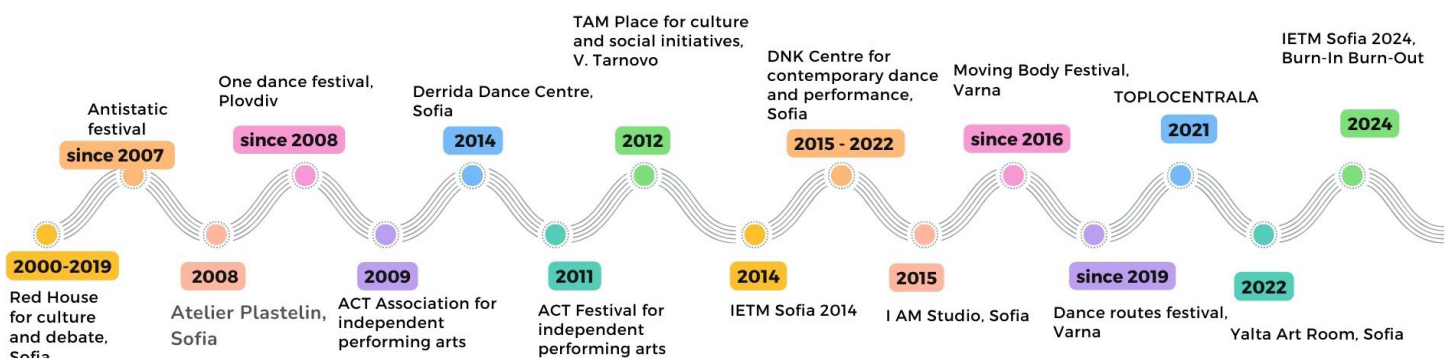 Antistatic
festival
since 2007
One dance festival,
Plovdiv
since 2008
Derrida Dance Centre,
Sofia
2014
TAM Place for culture
and social initiatives,
V. Tarnovo
2012
DNK Centre for
contemporary dance
and performance,
Sofia
2015 - 2022
Moving Body Festival,
Varna
since 2016
TOPLOCENTRALA
2021
IETM Sofia 2024,
Burn-In Burn-Out
2024
2000-2019
Red House
for culture
and debate,
Sofia
2008
Atelier Plastelin,
Sofia
2009
ACT Association for
independent
performing arts
2011
ACT Festival for
independent
performing arts
2014
IETM Sofia 2014
2015
I AM Studio, Sofia
since 2019
Dance routes festival,
Varna
2022
Yalta Art Room, Sofia